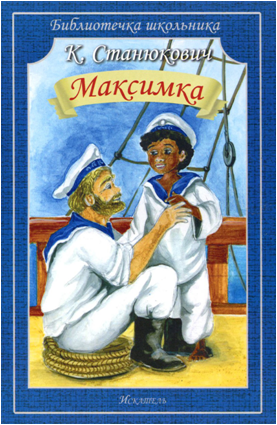 Библиотечка школьника
К. Станюкович
Максимка
Искатель